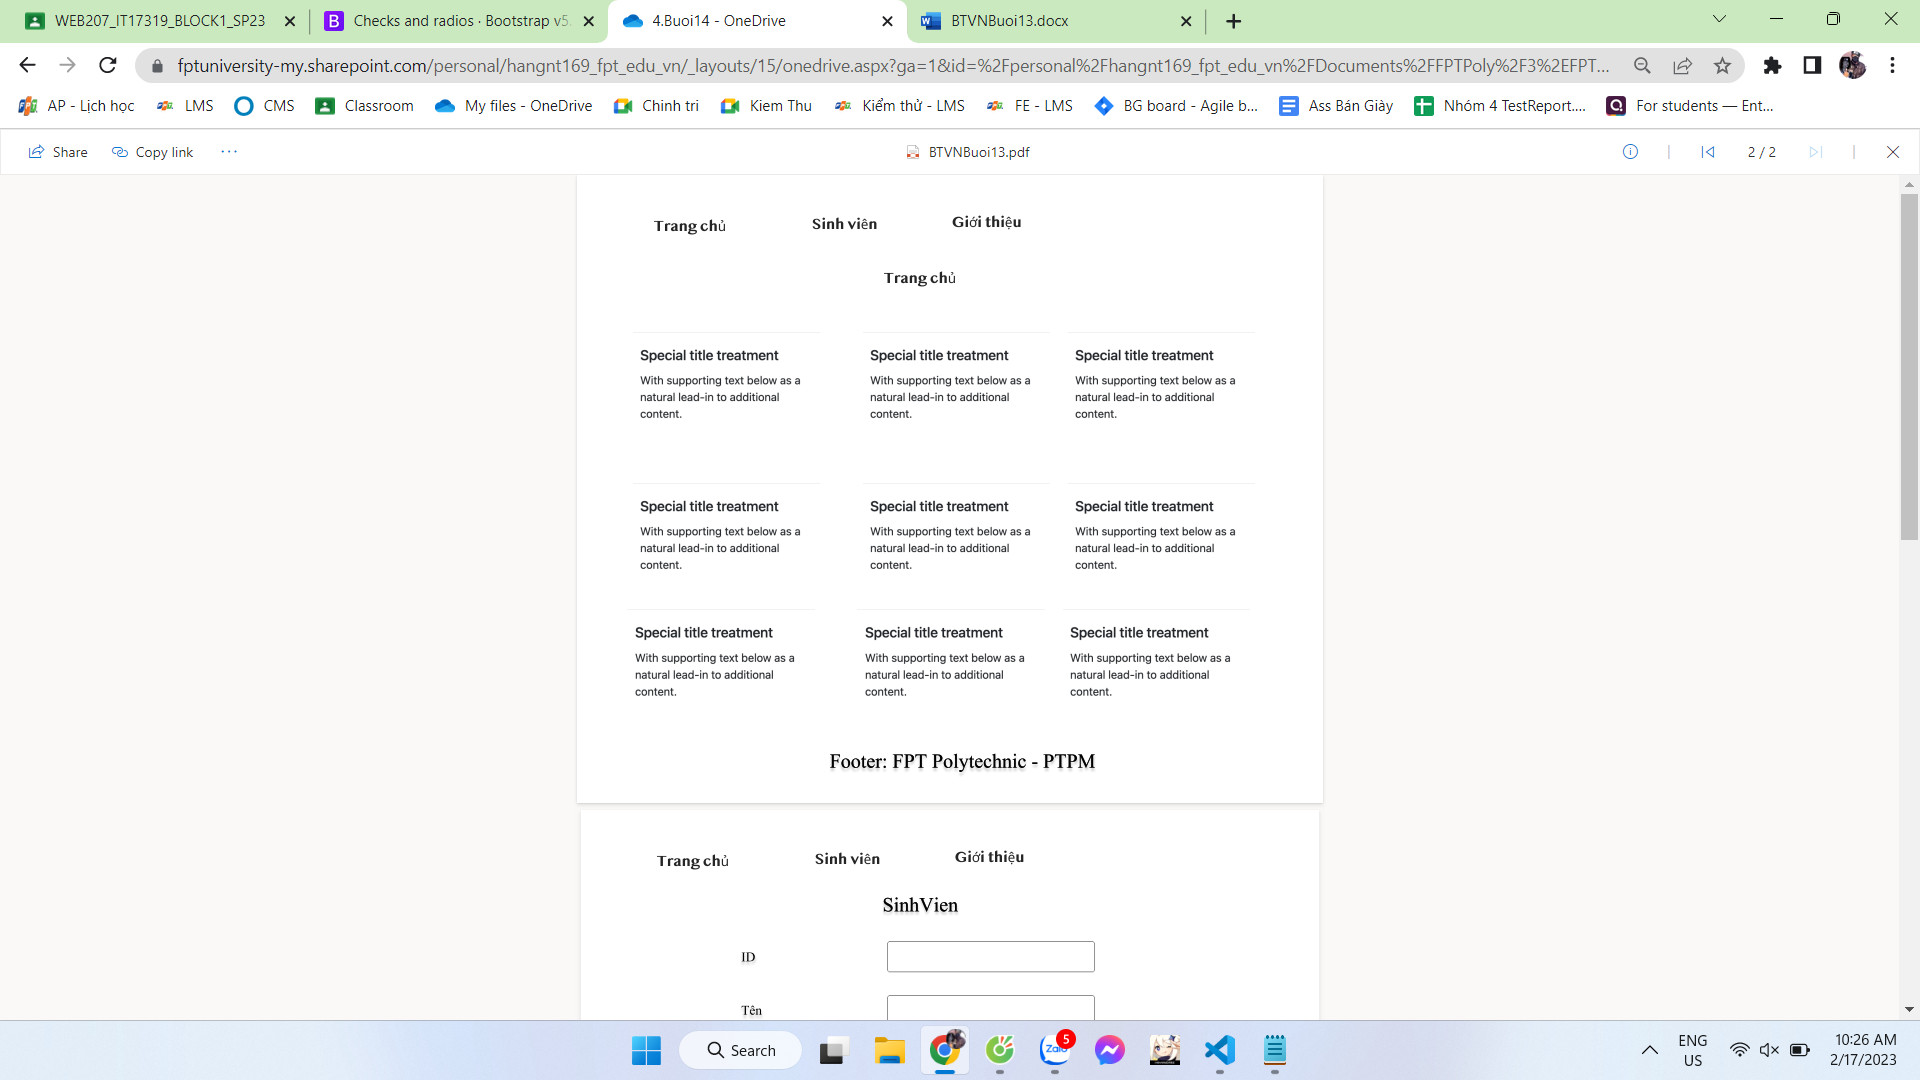 WEB207_IT17319_BLOCK1_SP23
Checks and radios · Bootstrap v5.
4.Buoi14 - OneDrive
BTVNBuoi13.docx
fptuniversity-my.sharepoint.com/personal/hangnt169_fpt_edu_vn/_layouts/15/onedrive.aspx?ga=1&id=%2Fpersonal%2Fhangnt169_fpt_edu_vn%2FDocuments%2FFPTPoly%2F3%2EFPT...
AP - Lịch học
LMS
CMS
Classroom
My files - OneDrive
Chinh tri
Kiem Thu
Kiểm thử - LMS
FE - LMS
BG board - Agile b...
Ass Bán Giày
Nhóm 4 TestReport....
For students — Ent...
Share
Copy link
BTVNBuoi13.pdf
2 / 2
Trang chủ
Sinh viên
Giới thiệu
Trang chủ
Special title treatment
With supporting text below as a
natural lead-in to additional
content.
Special title treatment
With supporting text below as a
natural lead-in to additional
content.
Special title treatment
With supporting text below as a
natural lead-in to additional
content.
Special title treatment
With supporting text below as a
natural lead-in to additional
content.
Special title treatment
With supporting text below as a
natural lead-in to additional
content.
Special title treatment
With supporting text below as a
natural lead-in to additional
content.
Special title treatment
With supporting text below as a
natural lead-in to additional
content.
Special title treatment
With supporting text below as a
natural lead-in to additional
content.
Special title treatment
With supporting text below as a
natural lead-in to additional
content.
Footer: FPT Polytechnic - PTPM
Trang chủ
Sinh viên
Giới thiệu
SinhVien
ID
Tên
Search
Zalo
5
ENG
US
10:26 AM
2/17/2023